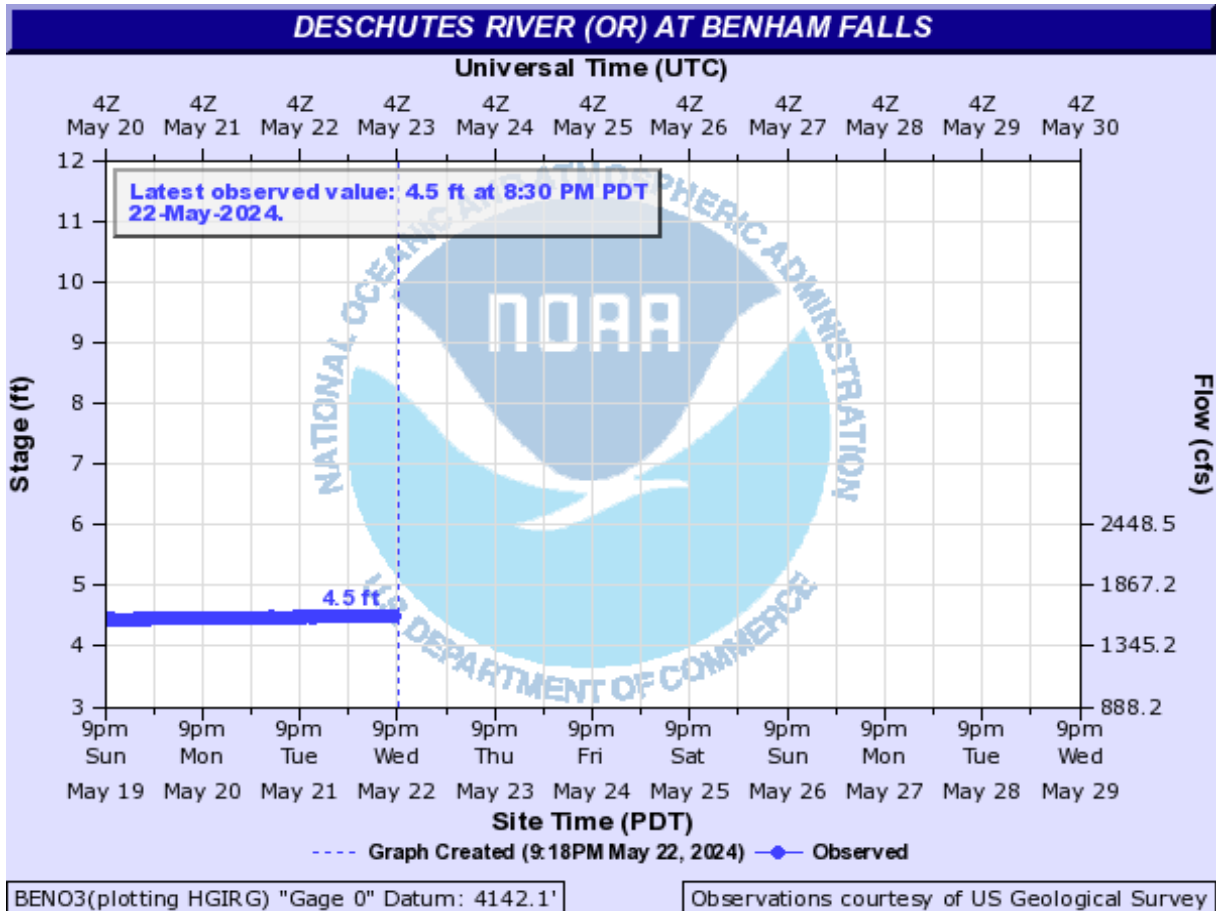 DESCHUTES RIVER (OR) AT BENHAM FALLS
Universal Time (UTC)
4Z 4Z 4Z 4Z 4Z 4Z 4Z 4Z 4Z 4Z 4Z
May 20 May 21 May 22 May 23 May 24 May 25 May 26 May 27 May 28 May 29 May 30
Latest observed value: 4.5 ft at 8:30 PM PDT
22-May-2024.
NATIONAL OCEANIC AND ATMOSPHERIC ADMINISTRATION
NOAA
U.S. DEPARTMENT OF COMMERCE
Stage (ft)
12
11
10
9
8
7
6
5
4
3
4.5 ft
Flow (cfs)
2448.5
1867.2
1345.2
888.2
9pm 9pm 9pm 9pm 9pm 9pm 9pm 9pm 9pm 9pm 9pm
Sun Mon Tue Wed Thu Fri Sat Sun Mon Tue Wed
May 19 May 20 May 21 May 22 May 23 May 24 May 25 May 26 May 27 May 28 May 29
Site Time (PDT)
Graph Created (9:18PM May 22, 2024) Observed
BENO3(plotting HGIRG) "Gage 0" Datum: 4142.1'
Observations courtesy of US Geological Survey